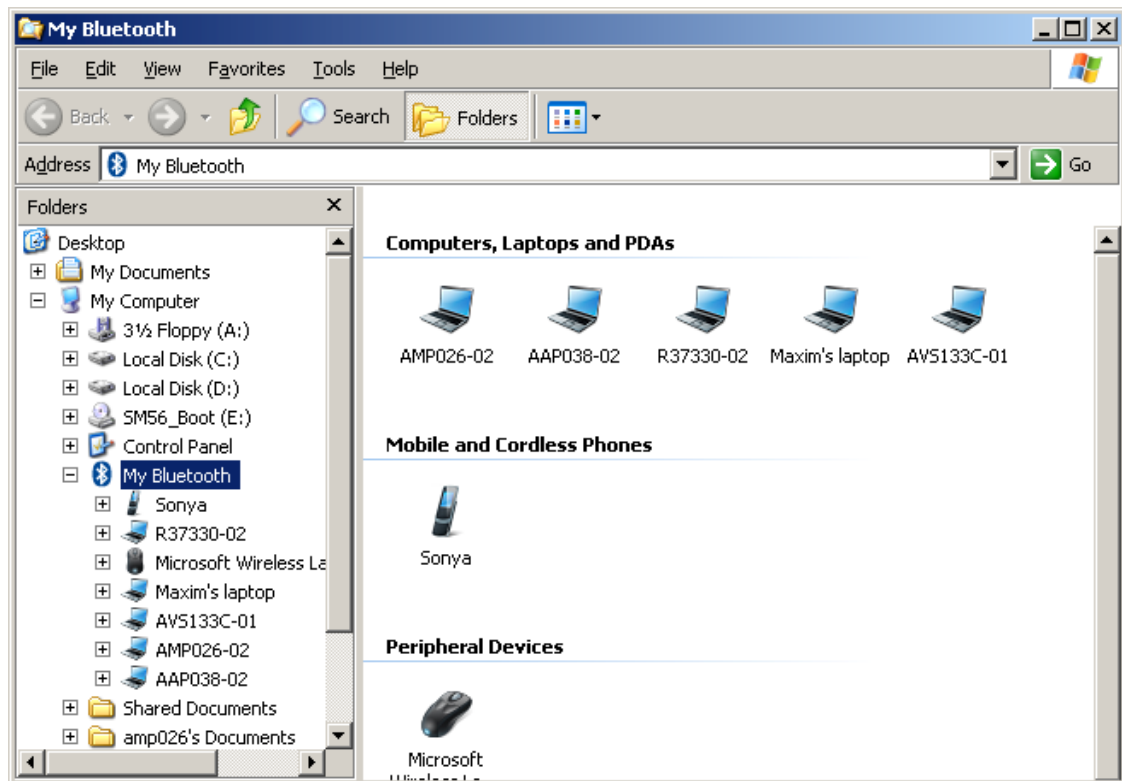 My Bluetooth
File Edit View Favorites Tools Help
Back Search Folders
Address My Bluetooth Go
Folders
Desktop
My Documents
My Computer
3½ Floppy (A:)
Local Disk (C:)
Local Disk (D:)
SM56_Boot (E:)
Control Panel
My Bluetooth
Sonya
R37330-02
Microsoft Wireless La
Maxim's laptop
AVS133C-01
AMP026-02
AAP038-02
Shared Documents
amp026's Documents
Computers, Laptops and PDAs
AMP026-02 AAP038-02 R37330-02 Maxim's laptop AVS133C-01
Mobile and Cordless Phones
Sonya
Peripheral Devices
Microsoft